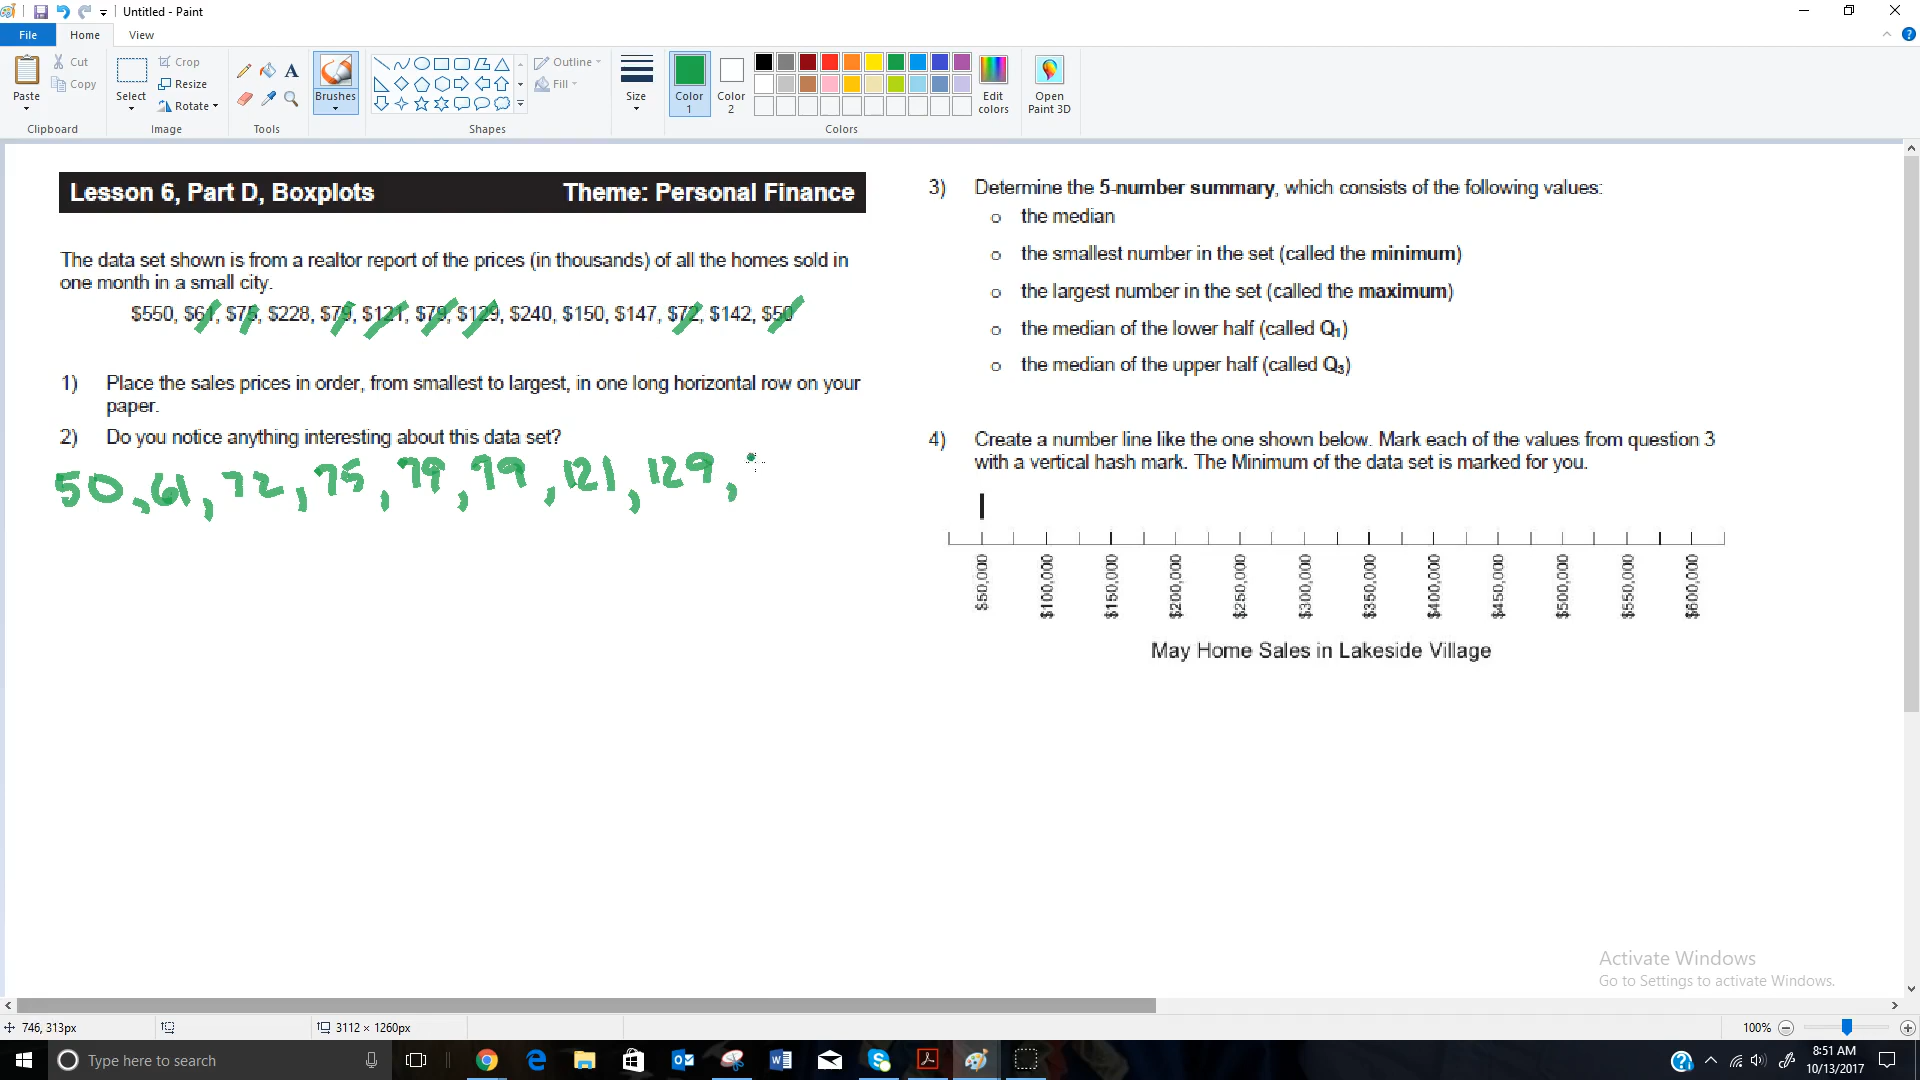 Untitled - Paint
File Home View
Paste Cut Copy Clipboard
Select Crop Resize Rotate Image
Tools
Brushes
Outline Fill Shapes
Size
Color 1 Color 2 Edit colors Colors
Open Paint 3D
Lesson 6, Part D, Boxplots Theme: Personal Finance
The data set shown is from a realtor report of the prices (in thousands) of all the homes sold in
one month in a small city.
$550, $61, $75, $228, $79, $121, $79, $129, $240, $150, $147, $72, $142, $50
1) Place the sales prices in order, from smallest to largest, in one long horizontal row on your
paper.
2) Do you notice anything interesting about this data set?
50, 61, 72, 75, 79, 79, 121, 129,
3) Determine the 5-number summary, which consists of the following values:
o the median
o the smallest number in the set (called the minimum)
o the largest number in the set (called the maximum)
o the median of the lower half (called Q1)
o the median of the upper half (called Q3)
4) Create a number line like the one shown below. Mark each of the values from question 3
with a vertical hash mark. The Minimum of the data set is marked for you.
$50,000 $100,000 $150,000 $200,000 $250,000 $300,000 $350,000 $400,000 $450,000 $500,000 $550,000 $600,000
May Home Sales in Lakeside Village
Activate Windows
Go to Settings to activate Windows.
746, 313px 3112 × 1260px 100%
Type here to search
8:51 AM
10/13/2017